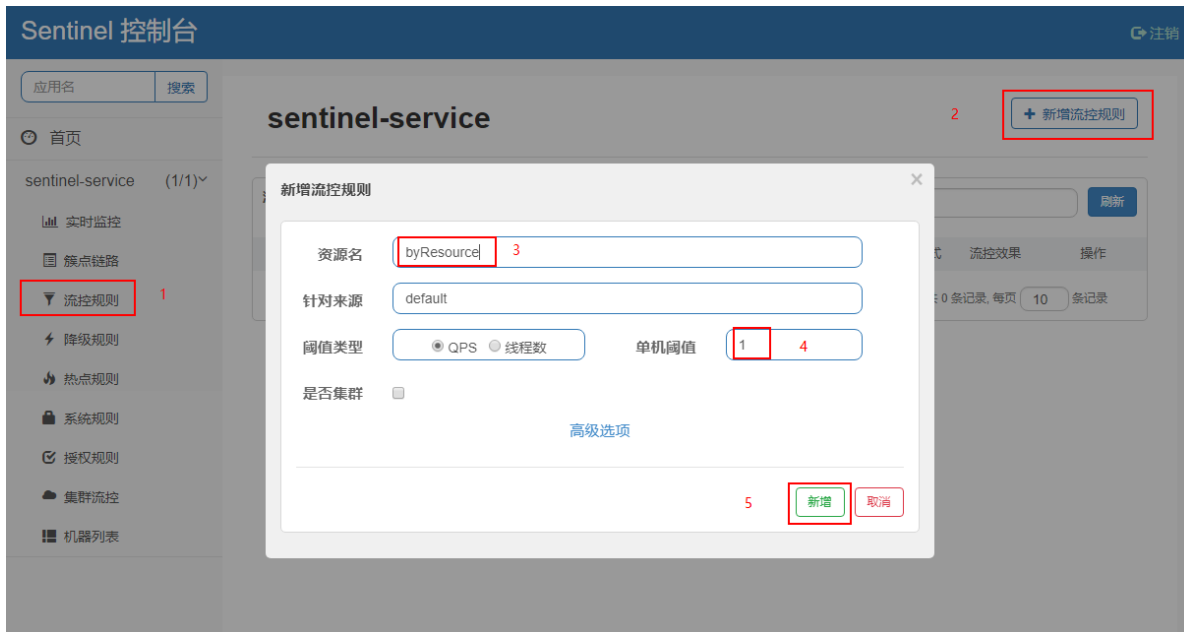 Sentinel 控制台
注销
应用名 搜索
首页
sentinel-service (1/1)
实时监控
簇点链路
流控规则 1
降级规则
热点规则
系统规则
授权规则
集群流控
机器列表
sentinel-service
2 新增流控规则
刷新
流控效果 操作
0 条记录, 每页 10 条记录
新增流控规则 ×
资源名 byResource 3
针对来源 default
阈值类型 QPS 线程数 单机阈值 1 4
是否集群
高级选项
5 新增 取消